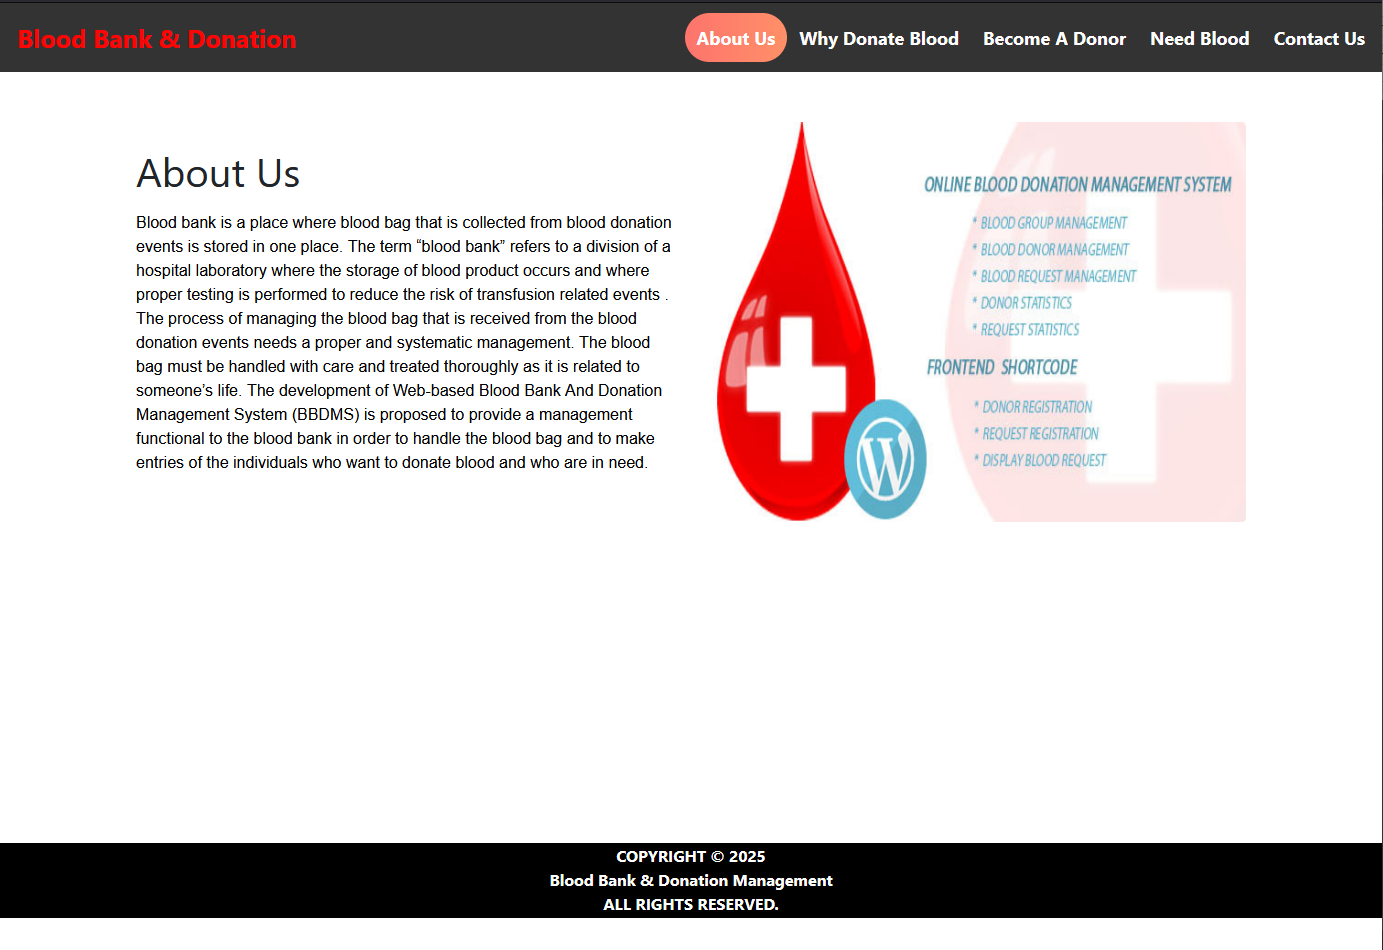 Blood Bank & Donation
About Us
Why Donate Blood
Become A Donor
Need Blood
Contact Us
About Us
Blood bank is a place where blood bag that is collected from blood donation
events is stored in one place. The term “blood bank” refers to a division of a
hospital laboratory where the storage of blood product occurs and where
proper testing is performed to reduce the risk of transfusion related events .
The process of managing the blood bag that is received from the blood
donation events needs a proper and systematic management. The blood
bag must be handled with care and treated thoroughly as it is related to
someone’s life. The development of Web-based Blood Bank And Donation
Management System (BBDMS) is proposed to provide a management
functional to the blood bank in order to handle the blood bag and to make
entries of the individuals who want to donate blood and who are in need.
ONLINE BLOOD DONATION MANAGEMENT SYSTEM
* BLOOD GROUP MANAGEMENT
* BLOOD DONOR MANAGEMENT
* BLOOD REQUEST MANAGEMENT
* DONOR STATISTICS
* REQUEST STATISTICS
FRONTEND SHORTCODE
* DONOR REGISTRATION
* REQUEST REGISTRATION
* DISPLAY BLOOD REQUEST
W
COPYRIGHT © 2025
Blood Bank & Donation Management
ALL RIGHTS RESERVED.